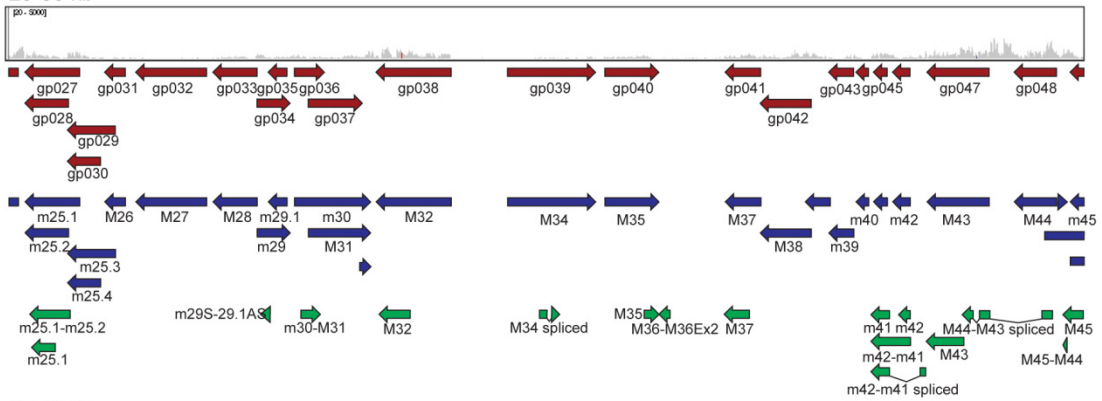 [20 - 5000]
gp027 gp031 gp032 gp033 gp035 gp036 gp038 gp039 gp040 gp041 gp043 gp045 gp047 gp048
gp028 gp034 gp037 gp042
gp029
gp030
m25.1 M26 M27 M28 m29.1 m30 M32 M34 M35 M37 m40 m42 M43 M44 m45
m25.2 m29 M31 M38 m39
m25.3
m25.4
m25.1-m25.2 m29S-29.1AS m30-M31 M32 M34 spliced M35 M36-M36Ex2 M37 m41 m42 M44-M43 spliced M45
m25.1 m42-m41 M43 M45-M44
m42-m41 spliced